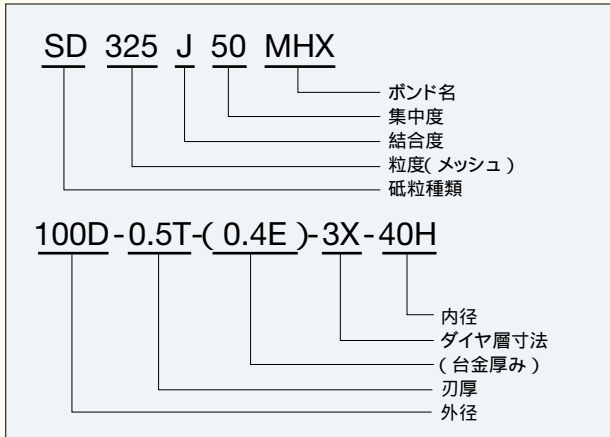 SD 325 J 50 MHX
ボンド名
集中度
結合度
粒度(メッシュ)
砥粒種類
100D-0.5T-(0.4E)-3X-40H
内径
ダイヤ層寸法
(台金厚み)
刃厚
外径